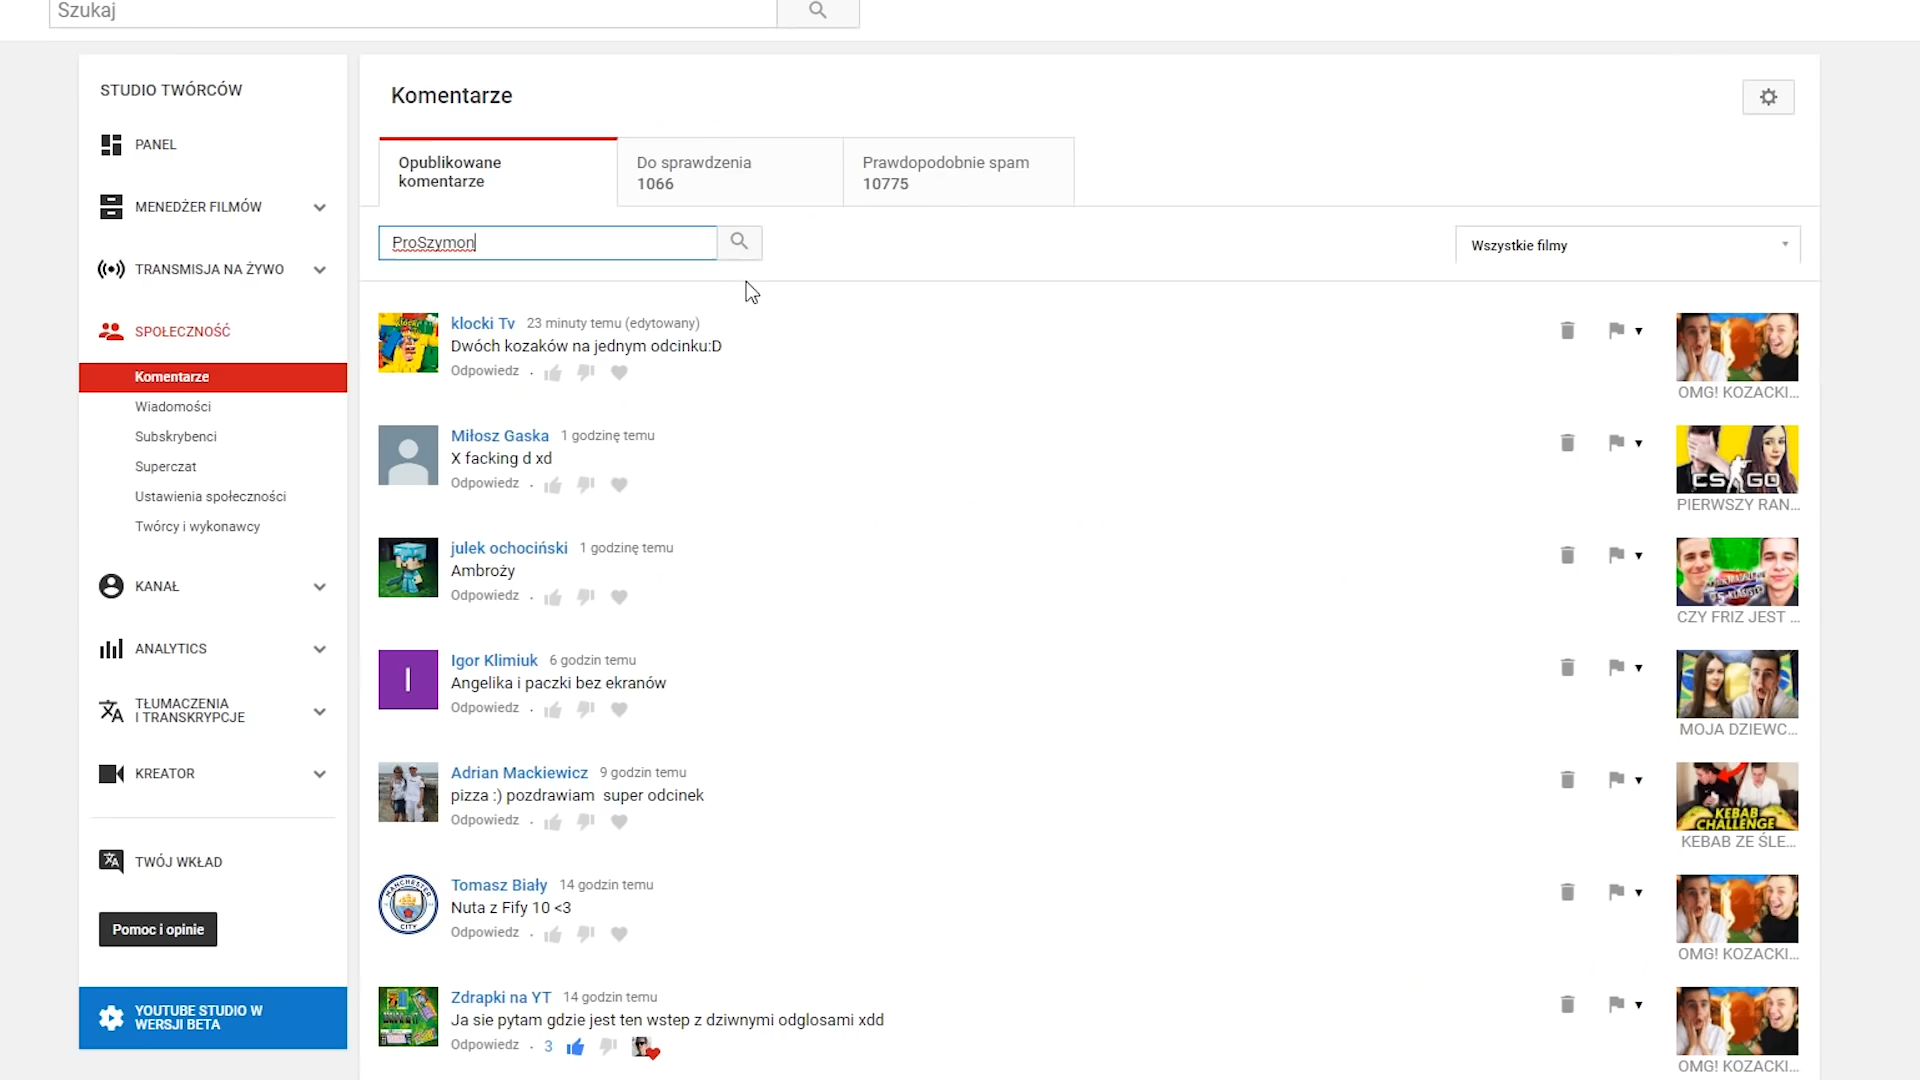 Szukaj
STUDIO TWÓRCÓW
PANEL
MENEDŻER FILMÓW
TRANSMISJA NA ŻYWO
SPOŁECZNOŚĆ
Komentarze
Wiadomości
Subskrybenci
Superczat
Ustawienia społeczności
Twórcy i wykonawcy
KANAŁ
ANALYTICS
TŁUMACZENIA
I TRANSKRYPCJE
KREATOR
TWÓJ WKŁAD
Pomoc i opinie
YOUTUBE STUDIO W
WERSJI BETA
Komentarze
Opublikowane
komentarze
Do sprawdzenia
1066
Prawdopodobnie spam
10775
ProSzymon
Wszystkie filmy
klocki Tv 23 minuty temu (edytowany)
Dwóch kozaków na jednym odcinku:D
Odpowiedz .
OMG! KOZACKI...
Miłosz Gaska 1 godzinę temu
X facking d xd
Odpowiedz .
CS GO
PIERWSZY RAN...
julek ochociński 1 godzinę temu
Ambroży
Odpowiedz .
CZY FRIZ JEST ...
I
Igor Klimiuk 6 godzin temu
Angelika i paczki bez ekranów
Odpowiedz .
MOJA DZIEWC...
Adrian Mackiewicz 9 godzin temu
pizza :) pozdrawiam super odcinek
Odpowiedz .
KEBAB
CHALLENGE
KEBAB ZE ŚLE...
MANCHESTER
CITY
Tomasz Biały 14 godzin temu
Nuta z Fify 10 <3
Odpowiedz .
OMG! KOZACKI...
Zdrapki na YT 14 godzin temu
Ja sie pytam gdzie jest ten wstep z dziwnymi odglosami xdd
Odpowiedz . 3
OMG! KOZACKI...